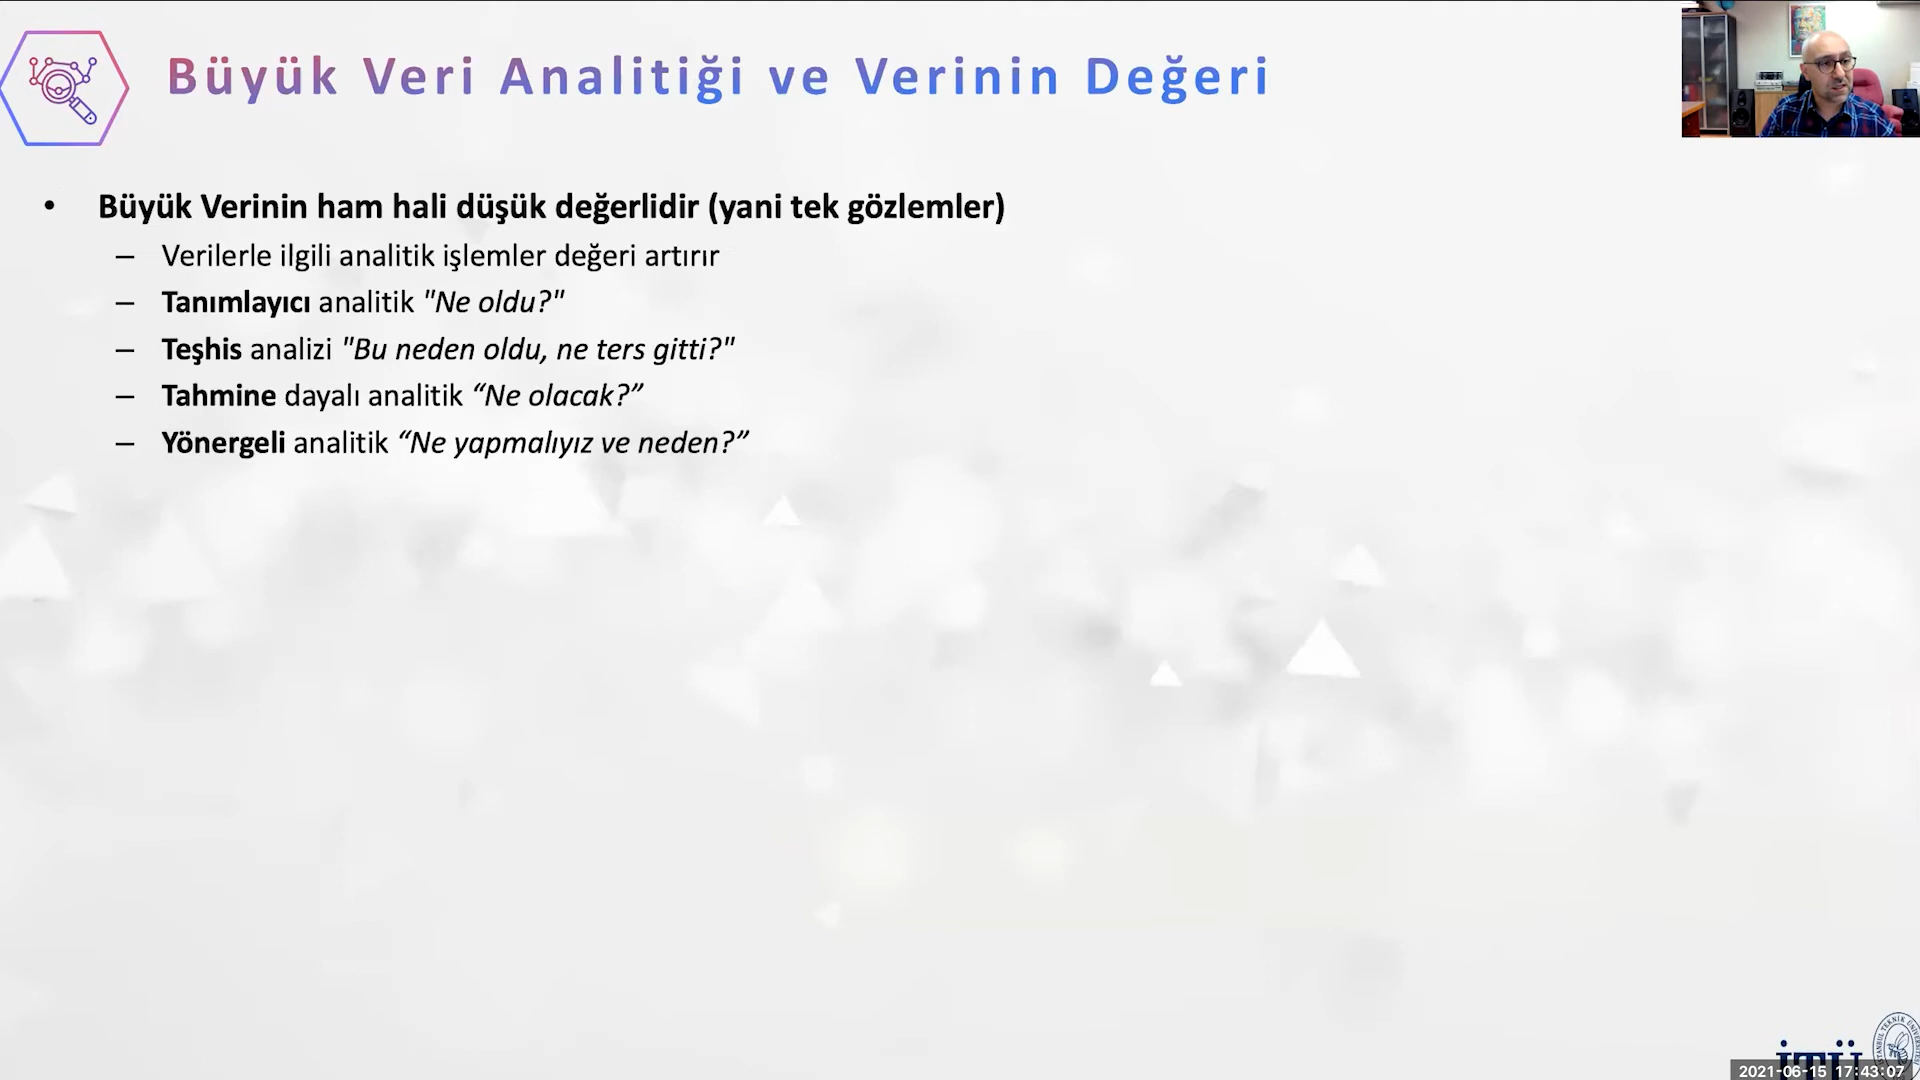 Büyük Veri Analitiği ve Verinin Değeri
• Büyük Verinin ham hali düşük değerlidir (yani tek gözlemler)
– Verilerle ilgili analitik işlemler değeri artırır
– Tanımlayıcı analitik "Ne oldu?"
– Teşhis analizi "Bu neden oldu, ne ters gitti?"
– Tahmine dayalı analitik “Ne olacak?”
– Yönergeli analitik “Ne yapmalıyız ve neden?”
İTÜ
2021-06-15 17:43:07